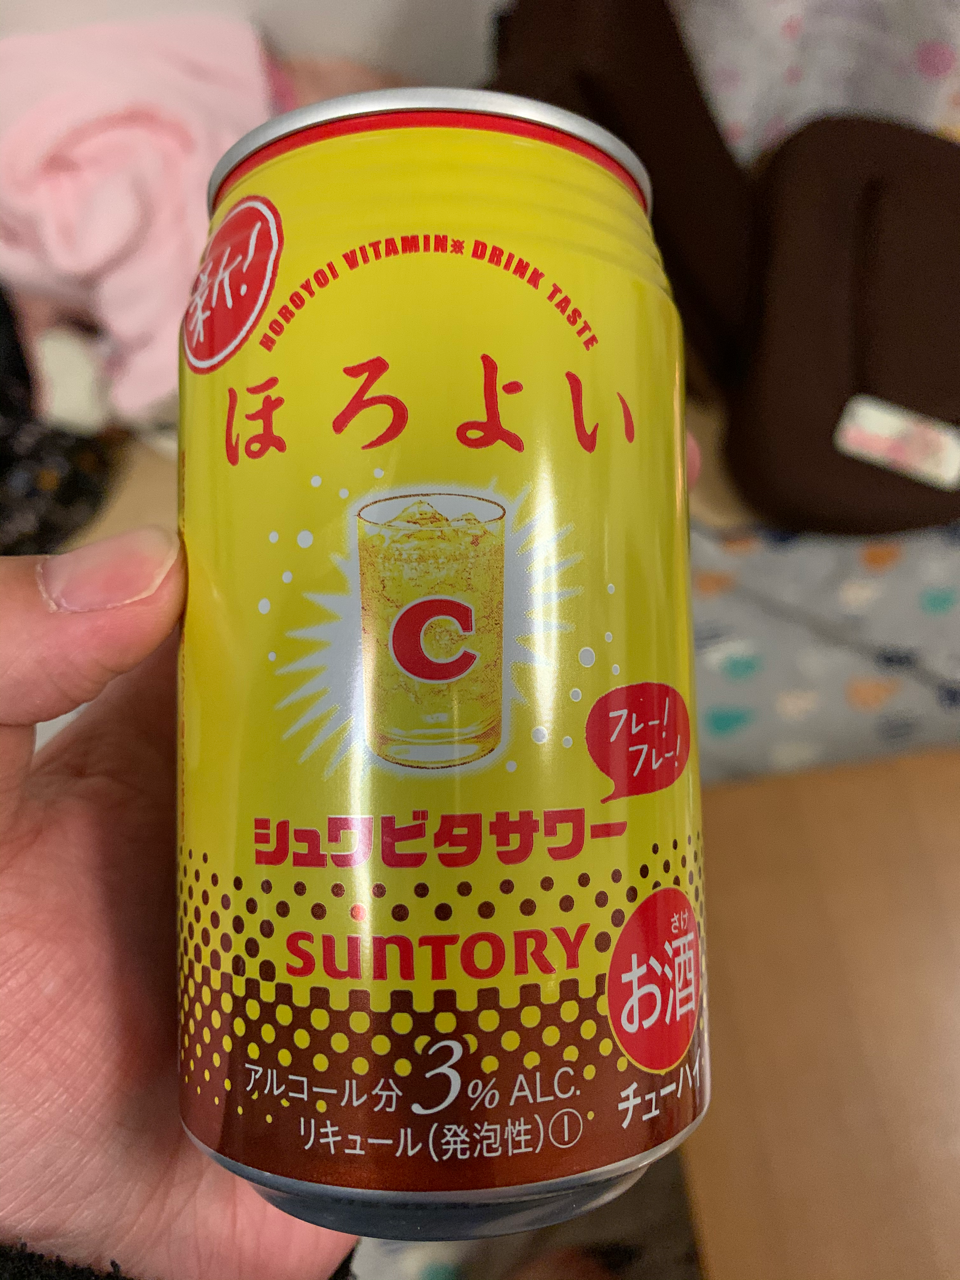 新!
HOROYOI VITAMIN※ DRINK TASTE
ほろよい
C
フレー!
フレー!
シュワビタサワー
SUNTORY
さけ
お酒
アルコール分3% ALC.
チューハイ
リキュール(発泡性)①